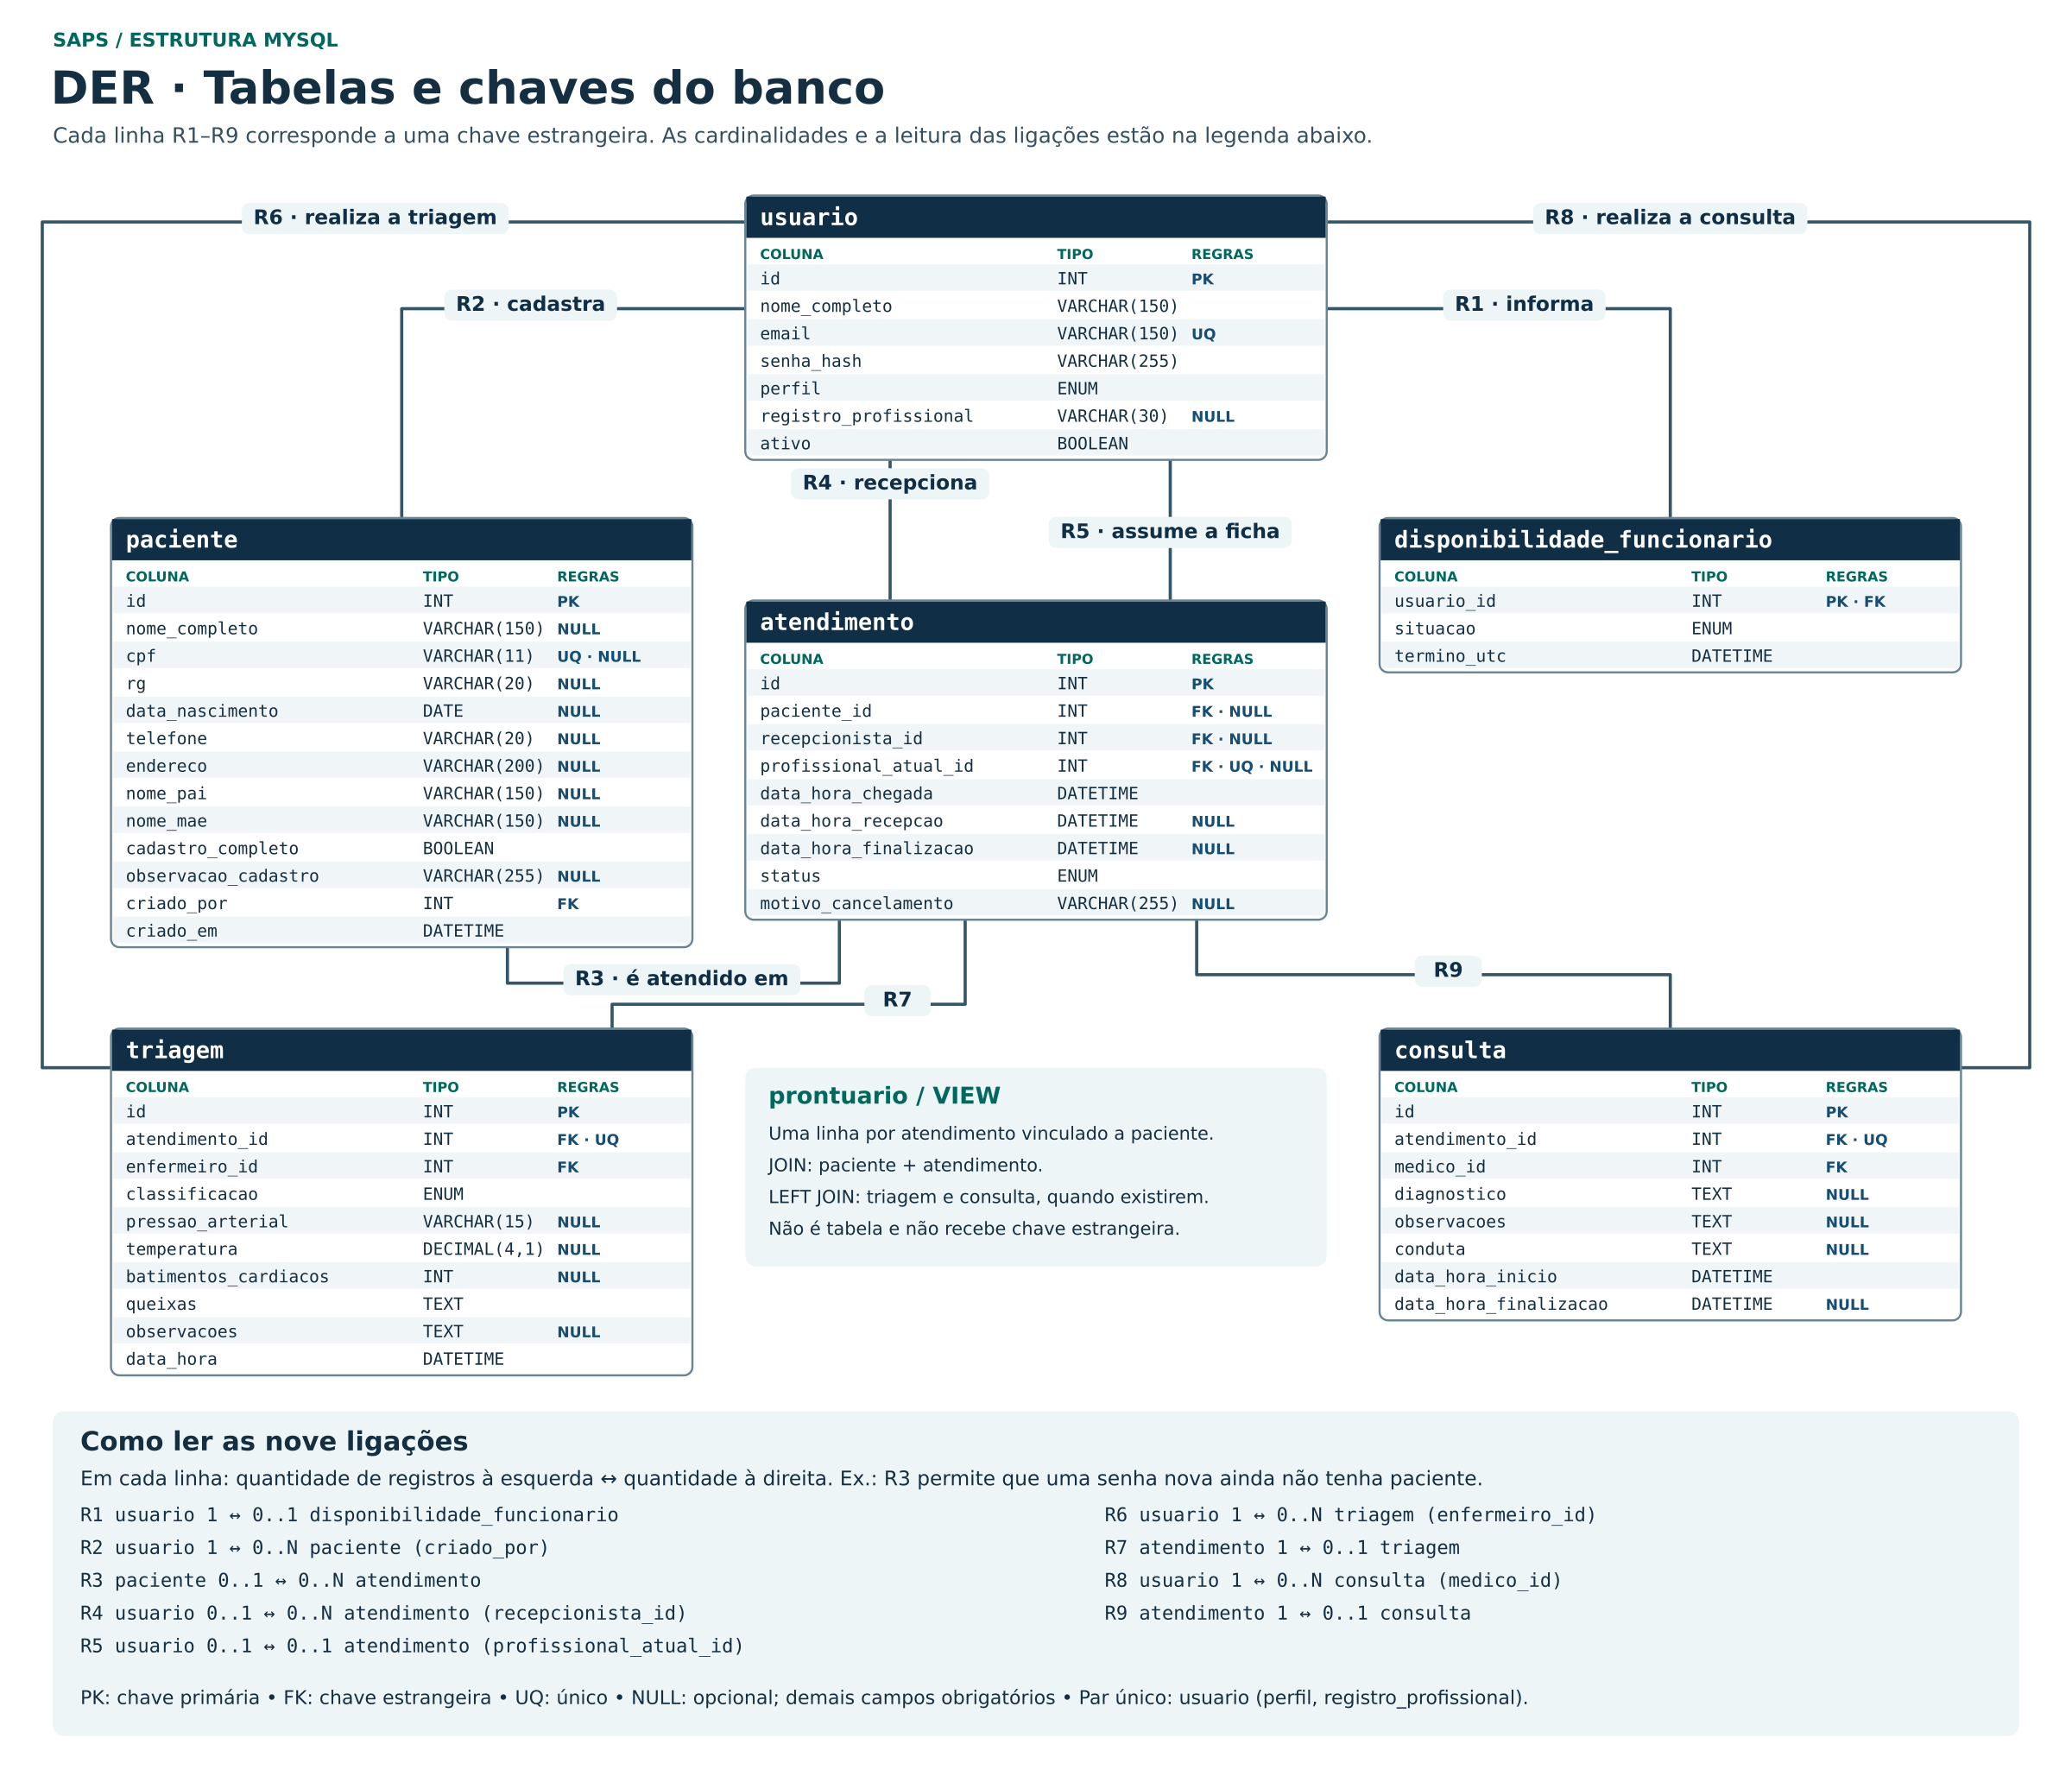 SAPS / ESTRUTURA MYSQL
DER · Tabelas e chaves do banco
Cada linha R1–R9 corresponde a uma chave estrangeira. As cardinalidades e a leitura das ligações estão na legenda abaixo.
R6 · realiza a triagem
R8 · realiza a consulta
R2 · cadastra
R1 · informa
usuario
COLUNA TIPO REGRAS
id INT PK
nome_completo VARCHAR(150)
email VARCHAR(150) UQ
senha_hash VARCHAR(255)
perfil ENUM
registro_profissional VARCHAR(30) NULL
ativo BOOLEAN
R4 · recepciona
R5 · assume a ficha
paciente
COLUNA TIPO REGRAS
id INT PK
nome_completo VARCHAR(150) NULL
cpf VARCHAR(11) UQ · NULL
rg VARCHAR(20) NULL
data_nascimento DATE NULL
telefone VARCHAR(20) NULL
endereco VARCHAR(200) NULL
nome_pai VARCHAR(150) NULL
nome_mae VARCHAR(150) NULL
cadastro_completo BOOLEAN
observacao_cadastro VARCHAR(255) NULL
criado_por INT FK
criado_em DATETIME
atendimento
COLUNA TIPO REGRAS
id INT PK
paciente_id INT FK · NULL
recepcionista_id INT FK · NULL
profissional_atual_id INT FK · UQ · NULL
data_hora_chegada DATETIME
data_hora_recepcao DATETIME NULL
data_hora_finalizacao DATETIME NULL
status ENUM
motivo_cancelamento VARCHAR(255) NULL
disponibilidade_funcionario
COLUNA TIPO REGRAS
usuario_id INT PK · FK
situacao ENUM
termino_utc DATETIME
R3 · é atendido em
R7
R9
triagem
COLUNA TIPO REGRAS
id INT PK
atendimento_id INT FK · UQ
enfermeiro_id INT FK
classificacao ENUM
pressao_arterial VARCHAR(15) NULL
temperatura DECIMAL(4,1) NULL
batimentos_cardiacos INT NULL
queixas TEXT
observacoes TEXT NULL
data_hora DATETIME
prontuario / VIEW
Uma linha por atendimento vinculado a paciente.
JOIN: paciente + atendimento.
LEFT JOIN: triagem e consulta, quando existirem.
Não é tabela e não recebe chave estrangeira.
consulta
COLUNA TIPO REGRAS
id INT PK
atendimento_id INT FK · UQ
medico_id INT FK
diagnostico TEXT NULL
observacoes TEXT NULL
conduta TEXT NULL
data_hora_inicio DATETIME
data_hora_finalizacao DATETIME NULL
Como ler as nove ligações
Em cada linha: quantidade de registros à esquerda ↔ quantidade à direita. Ex.: R3 permite que uma senha nova ainda não tenha paciente.
R1 usuario 1 ↔ 0..1 disponibilidade_funcionario
R2 usuario 1 ↔ 0..N paciente (criado_por)
R3 paciente 0..1 ↔ 0..N atendimento
R4 usuario 0..1 ↔ 0..N atendimento (recepcionista_id)
R5 usuario 0..1 ↔ 0..1 atendimento (profissional_atual_id)
R6 usuario 1 ↔ 0..N triagem (enfermeiro_id)
R7 atendimento 1 ↔ 0..1 triagem
R8 usuario 1 ↔ 0..N consulta (medico_id)
R9 atendimento 1 ↔ 0..1 consulta
PK: chave primária • FK: chave estrangeira • UQ: único • NULL: opcional; demais campos obrigatórios • Par único: usuario (perfil, registro_profissional).